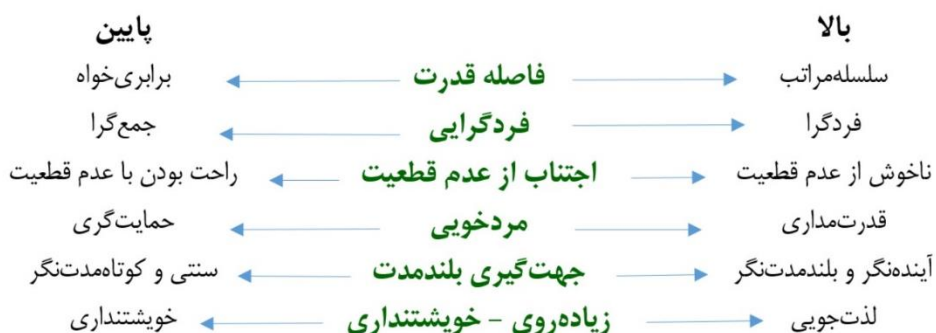 بالا پایین
سلسله‌مراتب فاصله قدرت برابری‌خواه
فردگرا فردگرایی جمع‌گرا
ناخوش از عدم قطعیت اجتناب از عدم قطعیت راحت بودن با عدم قطعیت
قدرت‌مداری مردخویی حمایت‌گری
آینده‌نگر و بلندمدت‌نگر جهت‌گیری بلندمدت سنتی و کوتاه‌مدت‌نگر
لذت‌جویی زیاده‌روی – خویشتنداری خویشتنداری